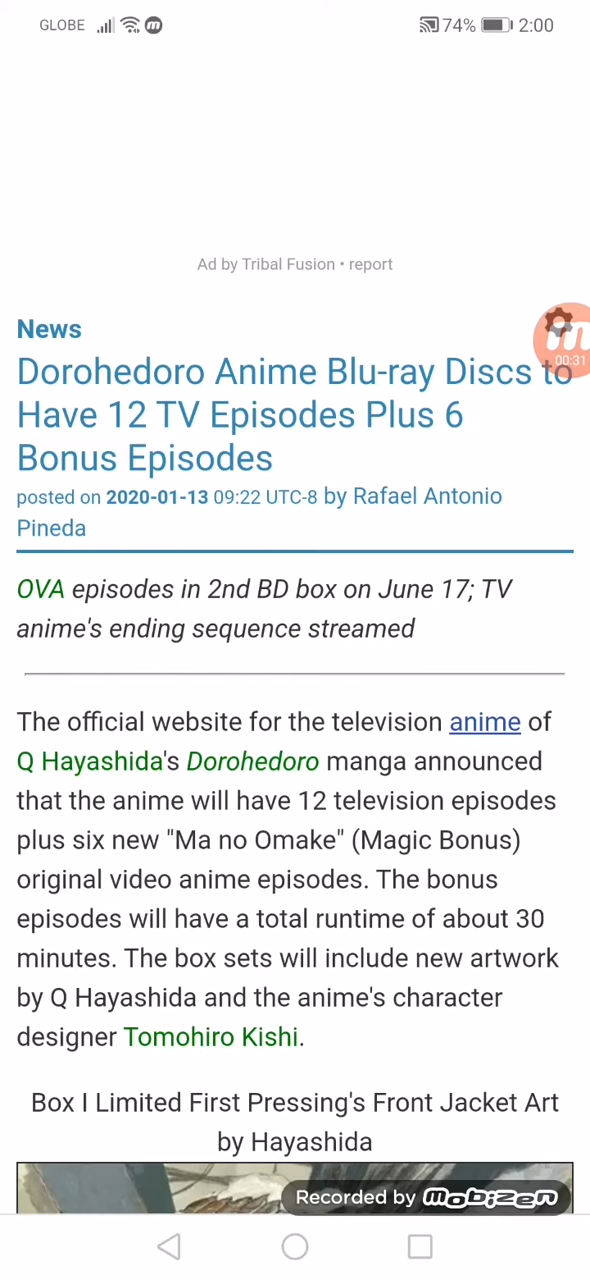 GLOBE 74% 2:00
Ad by Tribal Fusion • report
News
Dorohedoro Anime Blu-ray Discs to
00:31
Have 12 TV Episodes Plus 6
Bonus Episodes
posted on 2020-01-13 09:22 UTC-8 by Rafael Antonio
Pineda
OVA episodes in 2nd BD box on June 17; TV
anime's ending sequence streamed
The official website for the television anime of
Q Hayashida's Dorohedoro manga announced
that the anime will have 12 television episodes
plus six new "Ma no Omake" (Magic Bonus)
original video anime episodes. The bonus
episodes will have a total runtime of about 30
minutes. The box sets will include new artwork
by Q Hayashida and the anime's character
designer Tomohiro Kishi.
Box I Limited First Pressing's Front Jacket Art
by Hayashida
Recorded by mobizen